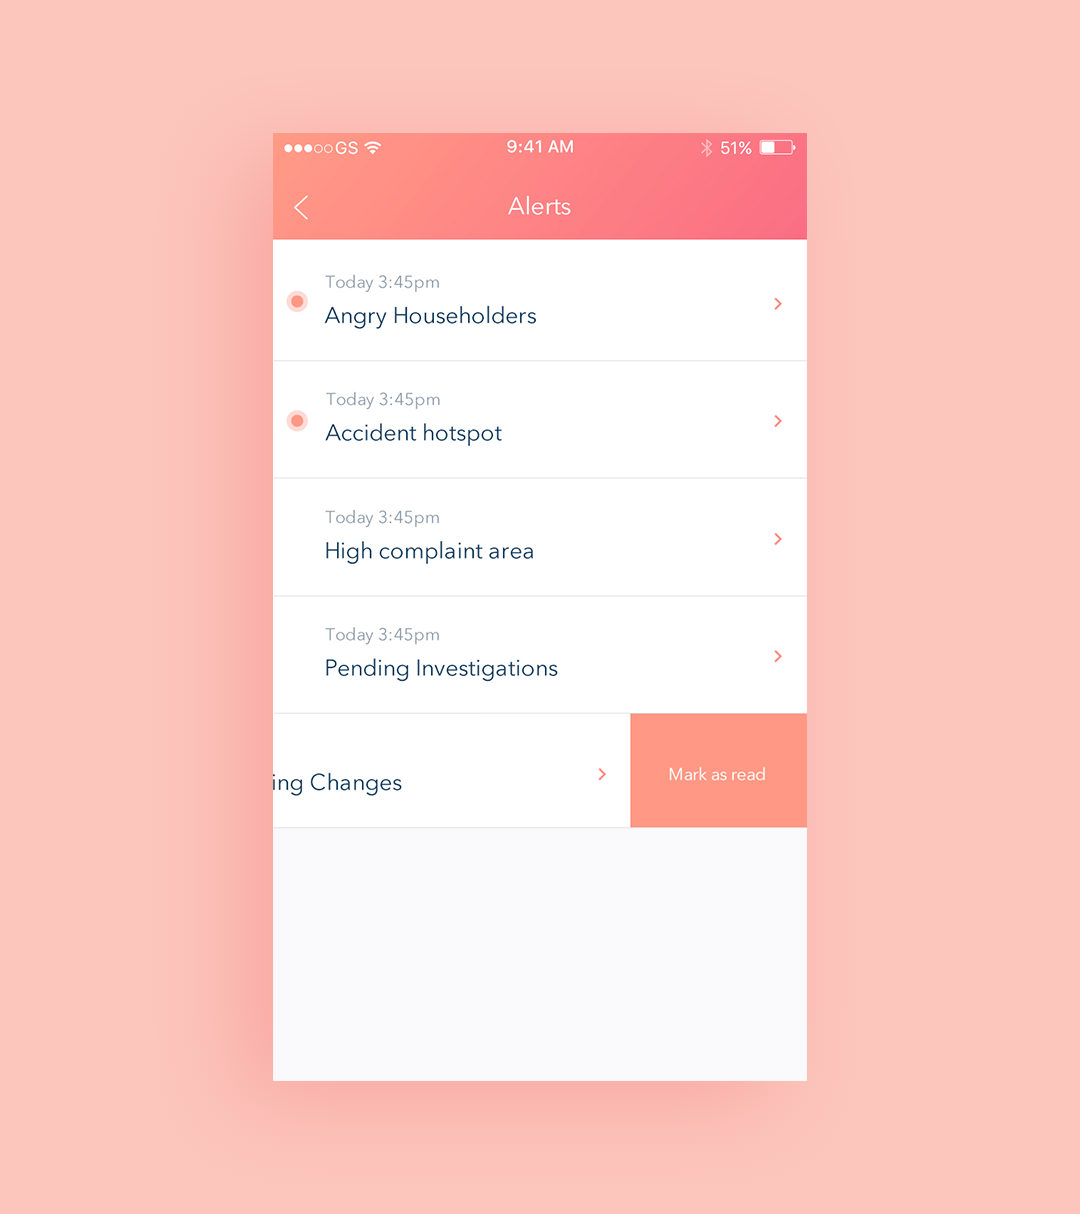 GS 9:41 AM 51%
Alerts
Today 3:45pm
Angry Householders
Today 3:45pm
Accident hotspot
Today 3:45pm
High complaint area
Today 3:45pm
Pending Investigations
ing Changes
Mark as read